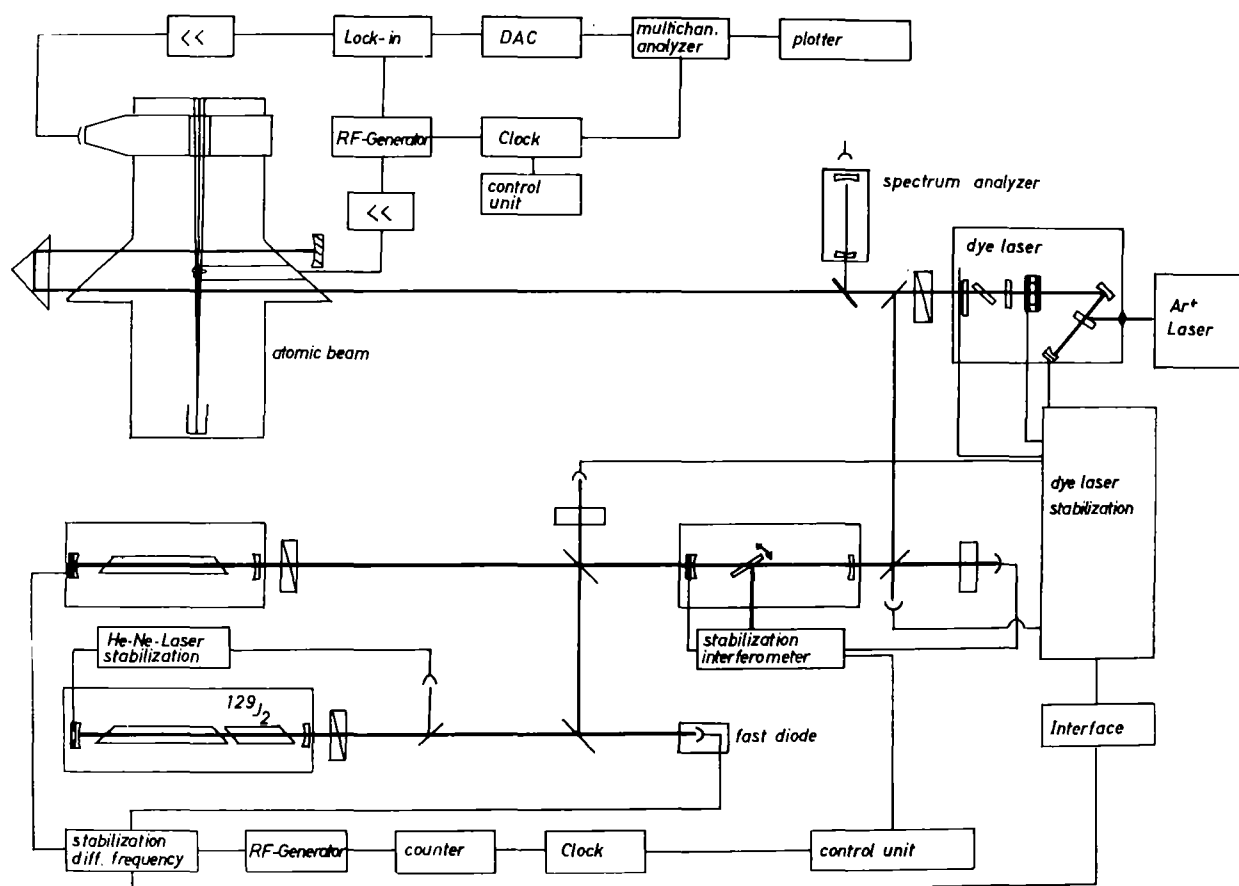 <<
Lock-in
DAC
multichan.
analyzer
plotter
RF-Generator
Clock
control
unit
<<
spectrum analyzer
dye laser
Ar+
Laser
atomic beam
dye laser
stabilization
He-Ne-Laser
stabilization
stabilization
interferometer
129J2
fast diode
Interface
stabilization
diff. frequency
RF-Generator
counter
Clock
control unit